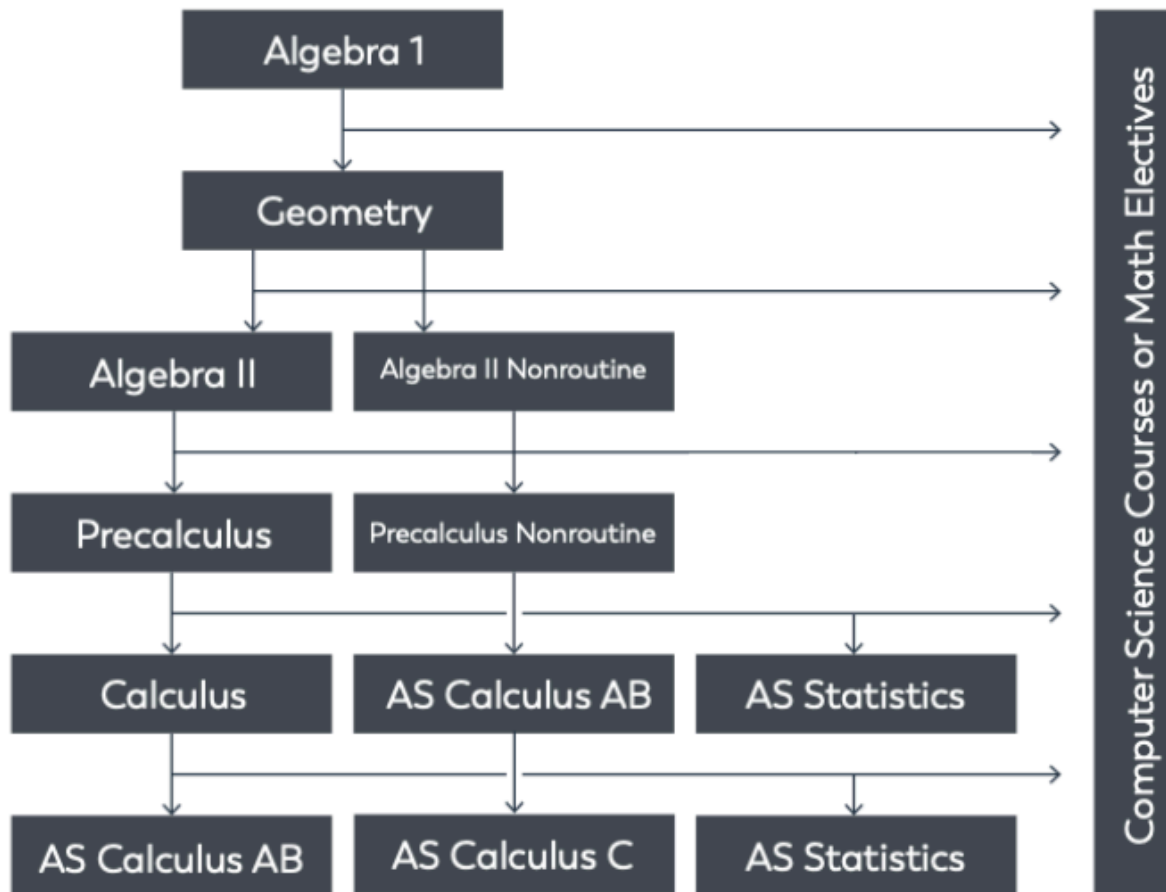 Algebra 1
Geometry
Algebra II
Algebra II Nonroutine
Precalculus
Precalculus Nonroutine
Calculus
AS Calculus AB
AS Statistics
AS Calculus AB
AS Calculus C
AS Statistics
Computer Science Courses or Math Electives